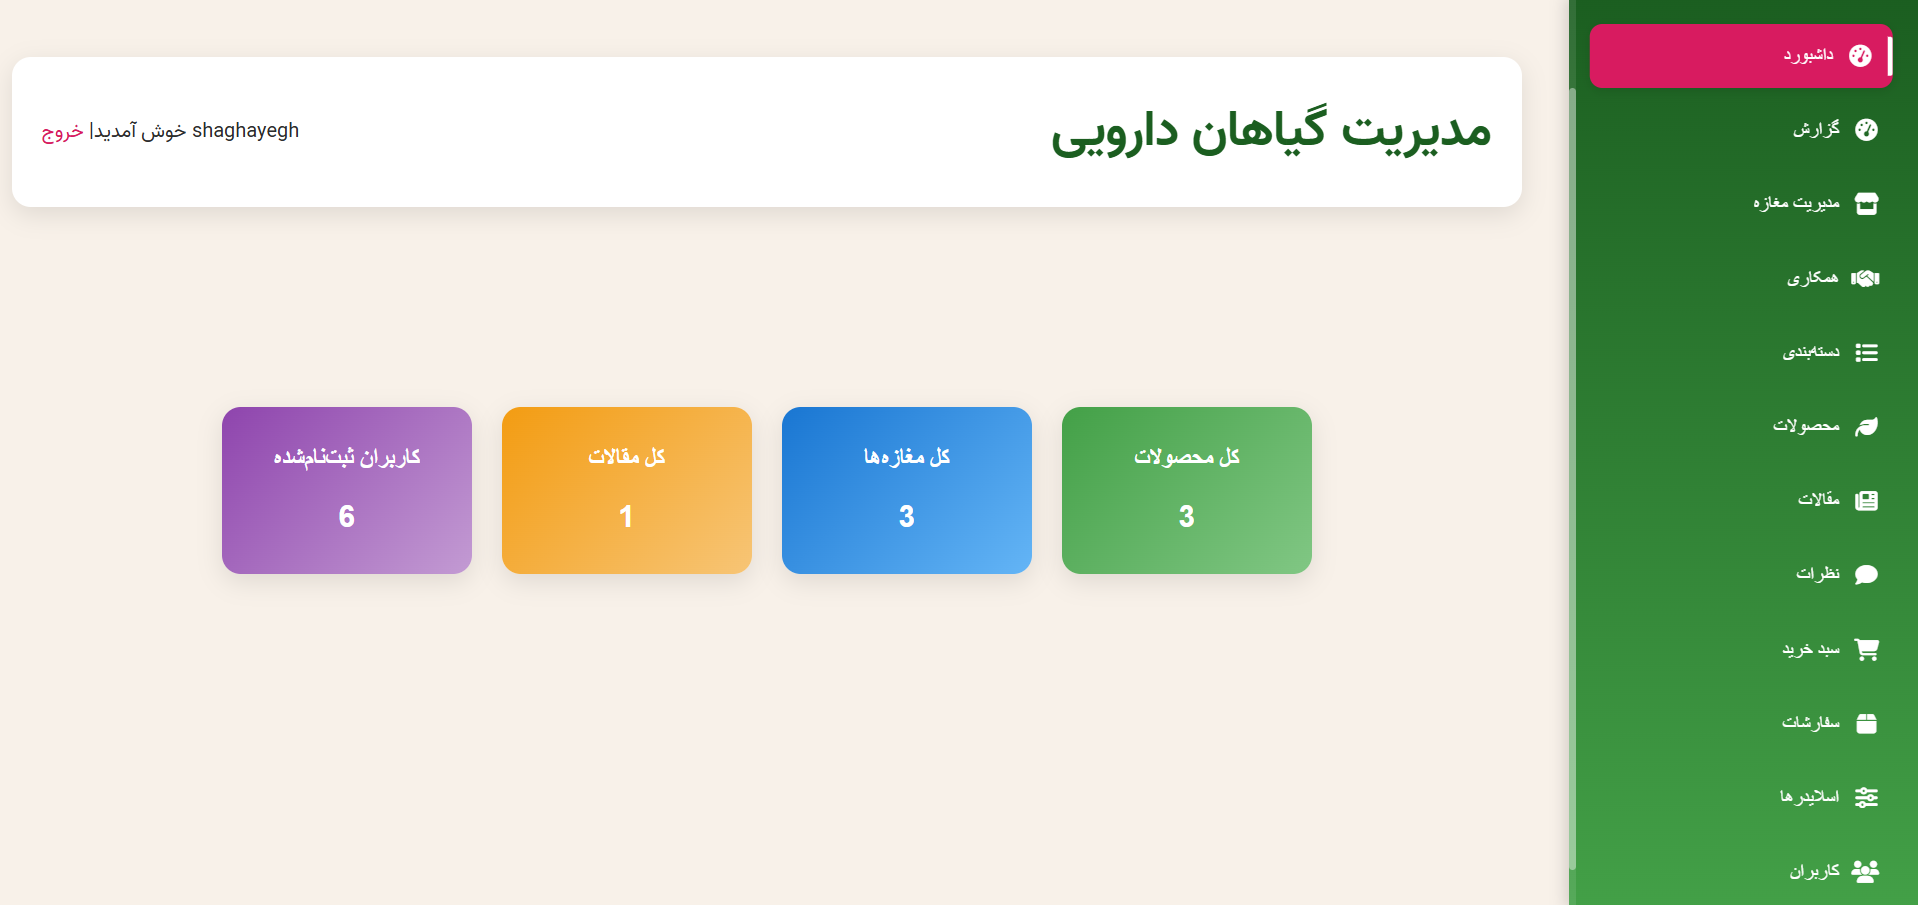 مدیریت گیاهان دارویی
shaghayegh خوش آمدید| خروج
کل محصولات
3
کل مغازه‌ها
3
کل مقالات
1
کاربران ثبت‌نام‌شده
6
داشبورد
گزارش
مدیریت مغازه
همکاری
دسته‌بندی
محصولات
مقالات
نظرات
سبد خرید
سفارشات
اسلایدرها
کاربران